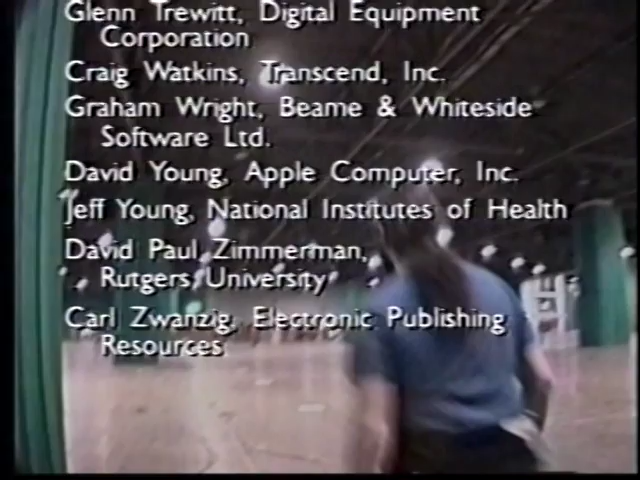 Glenn Trewitt, Digital Equipment
Corporation
Craig Watkins, Transcend, Inc.
Graham Wright, Beame & Whiteside
Software Ltd.
David Young, Apple Computer, Inc.
Jeff Young, National Institutes of Health
David Paul Zimmerman,
Rutgers University
Carl Zwanzig, Electronic Publishing
Resources